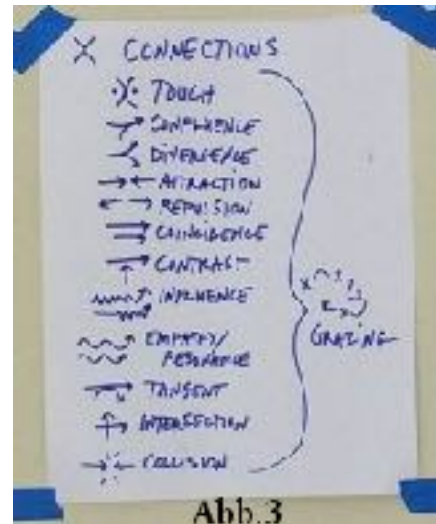 CONNECTIONS
TOUCH
CONFLUENCE
DIVERGENCE
ATTRACTION
REPULSION
COINCIDENCE
CONTRAST
INFLUENCE
EMPATHY/
RESONANCE
TANGENT
INTERSECTION
COLLISION
GRAZING
Abb.3